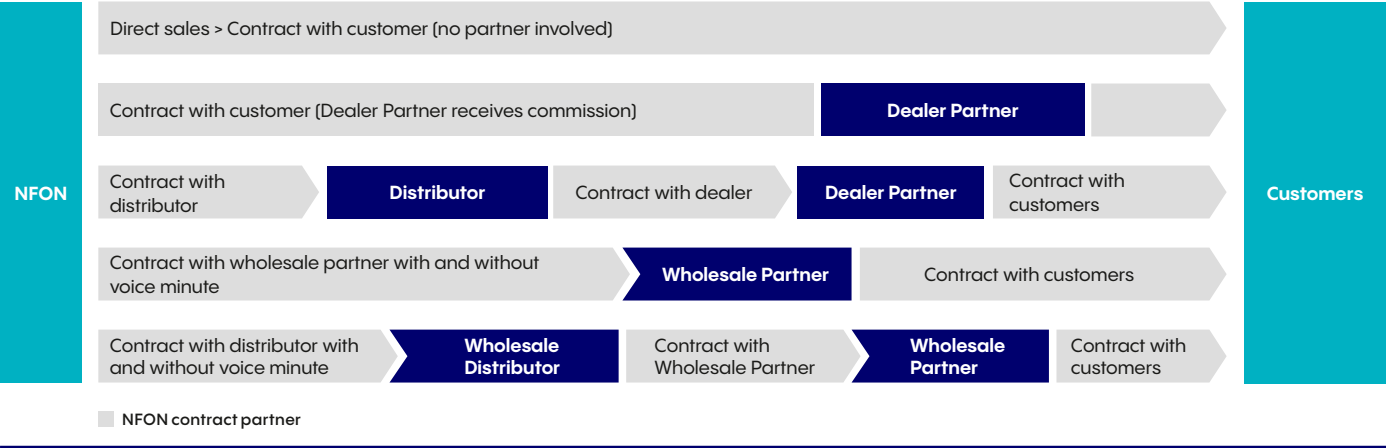 Direct sales > Contract with customer (no partner involved)
Contract with customer (Dealer Partner receives commission)
Dealer Partner
NFON
Contract with
distributor
Distributor
Contract with dealer
Dealer Partner
Contract with
customers
Customers
Contract with wholesale partner with and without
voice minute
Wholesale Partner
Contract with customers
Contract with distributor with
and without voice minute
Wholesale
Distributor
Contract with
Wholesale Partner
Wholesale
Partner
Contract with
customers
NFON contract partner